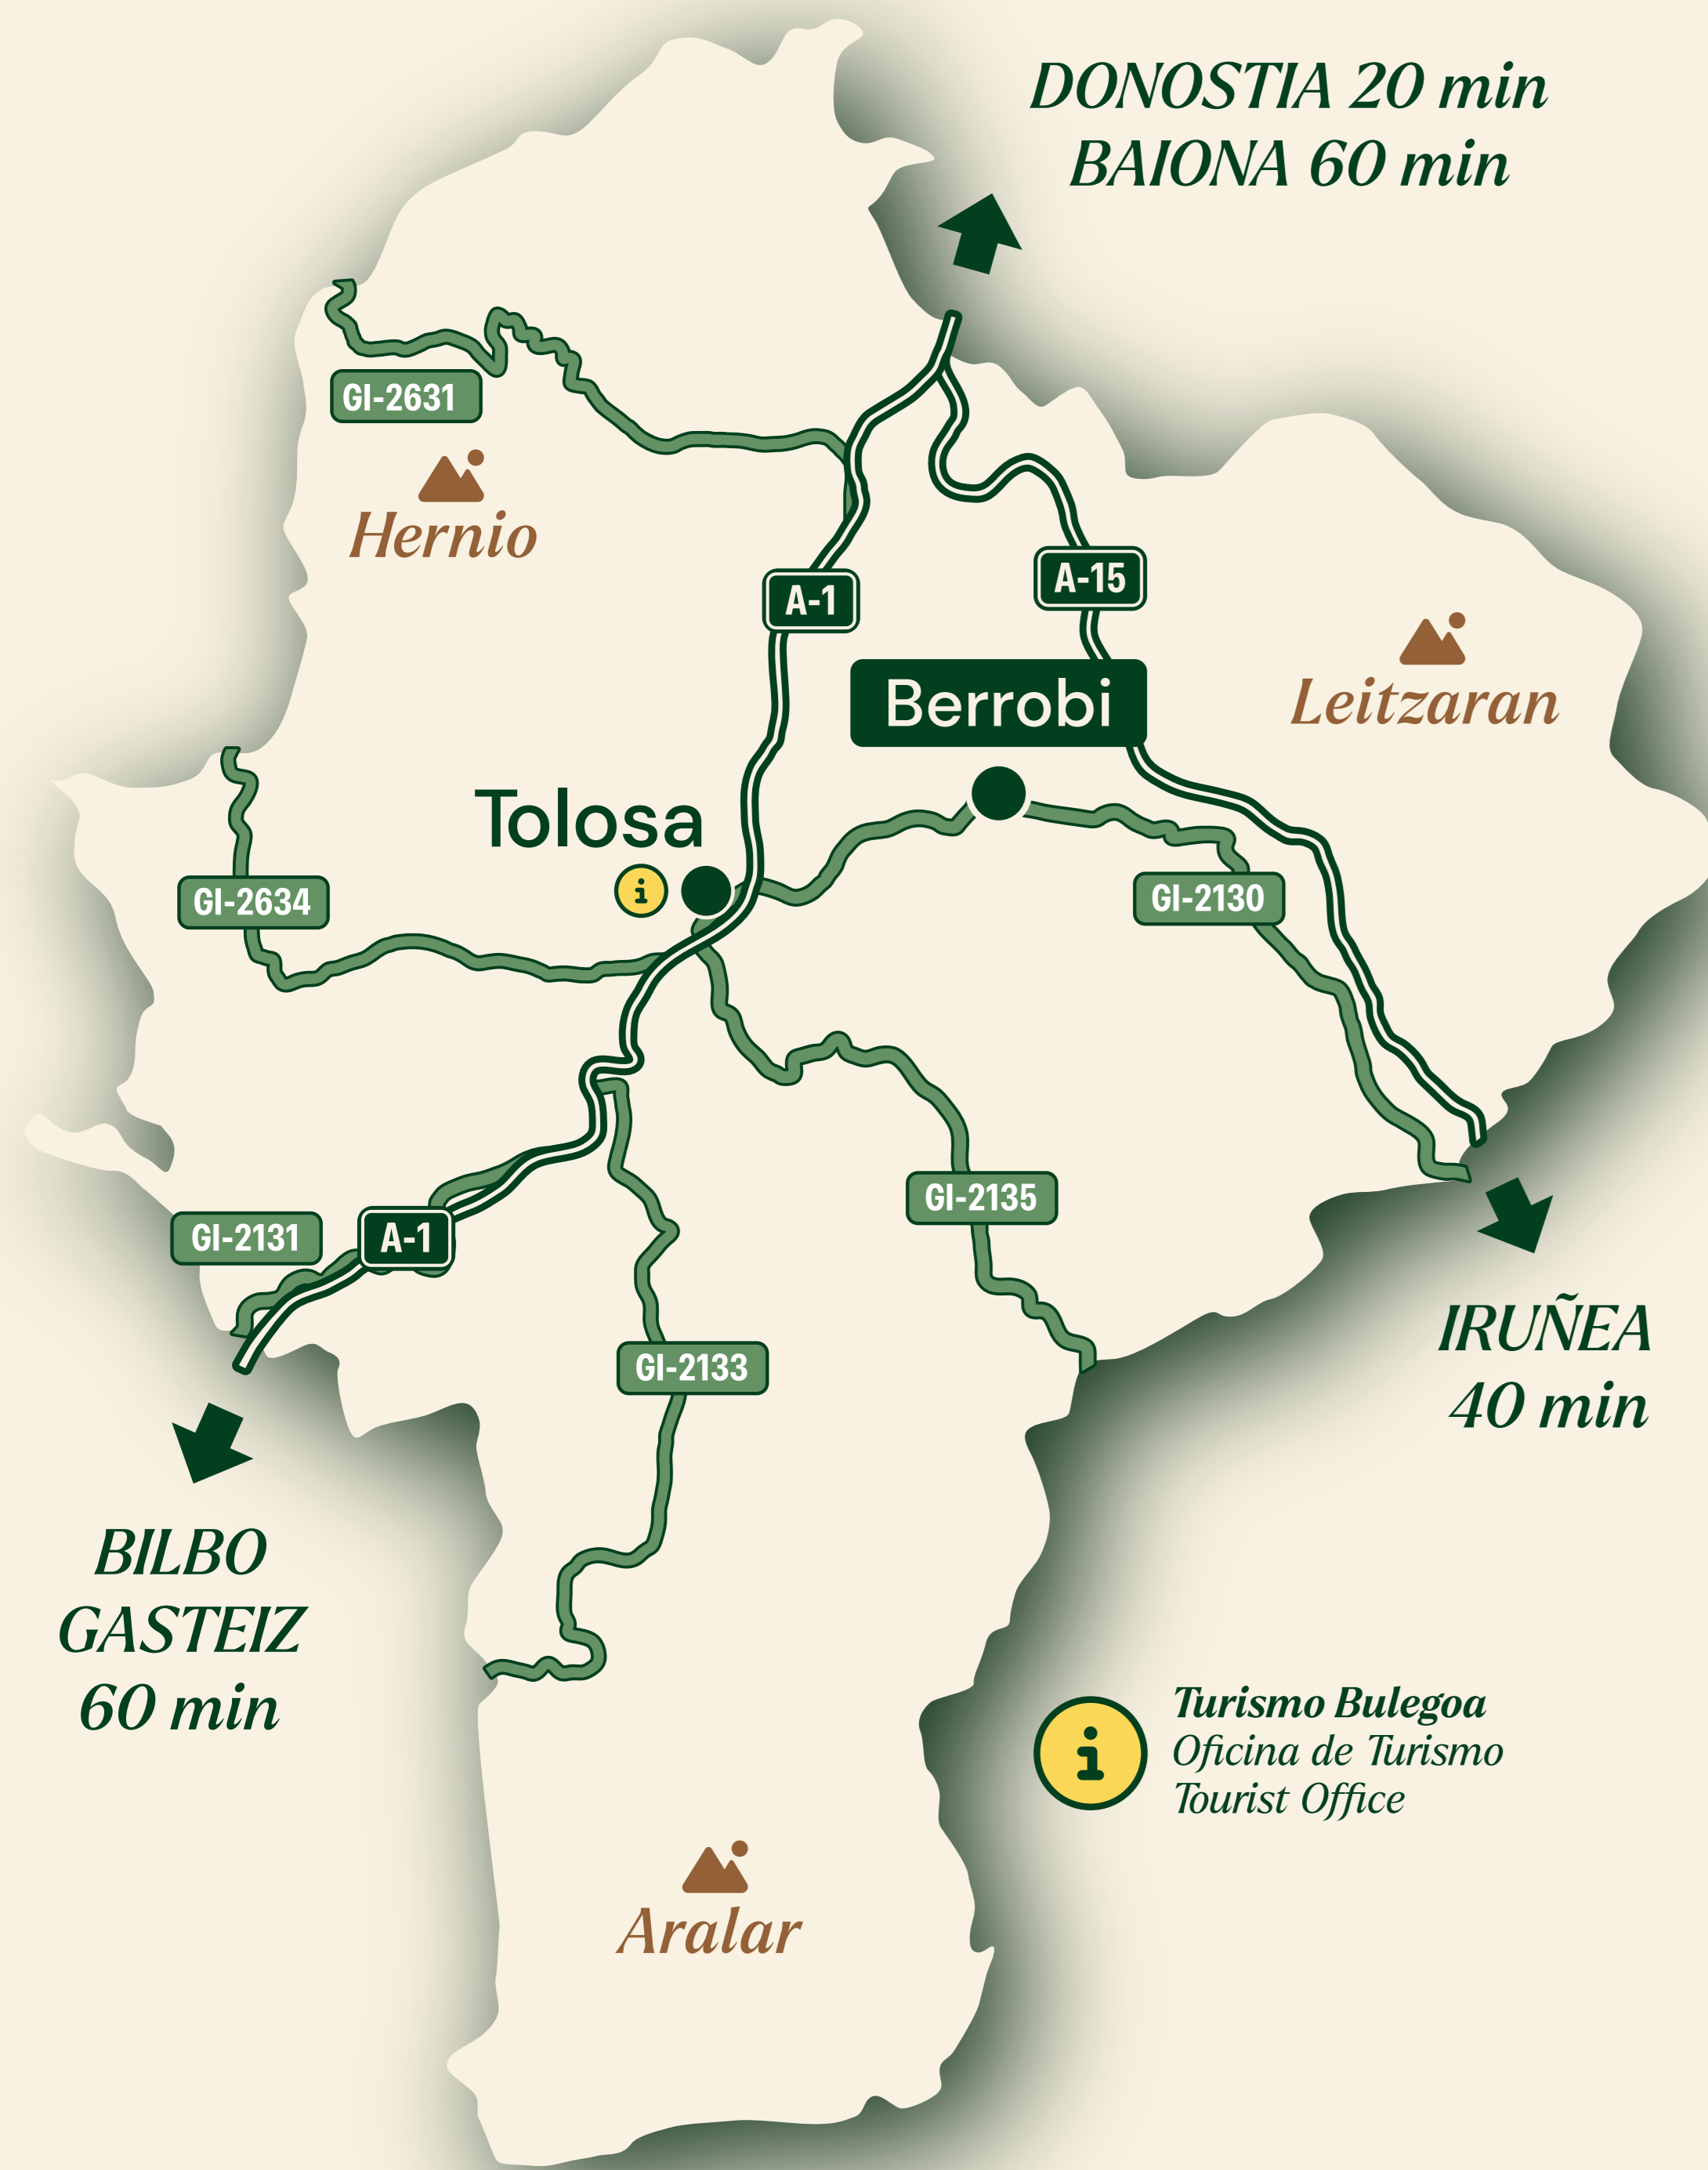 DONOSTIA 20 min
BAIONA 60 min
GI-2631
Hernio
A-1
A-15
Berrobi
Leitzaran
Tolosa
i
GI-2634
GI-2130
GI-2135
GI-2131
A-1
GI-2133
IRUÑEA
40 min
BILBO
GASTEIZ
60 min
i
Turismo Bulegoa
Oficina de Turismo
Tourist Office
Aralar